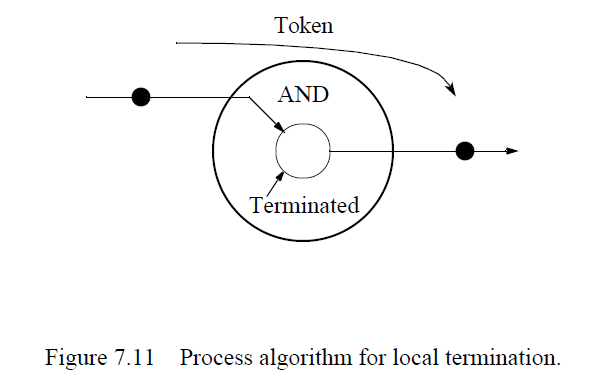 Token
AND
Terminated
Figure 7.11 Process algorithm for local termination.